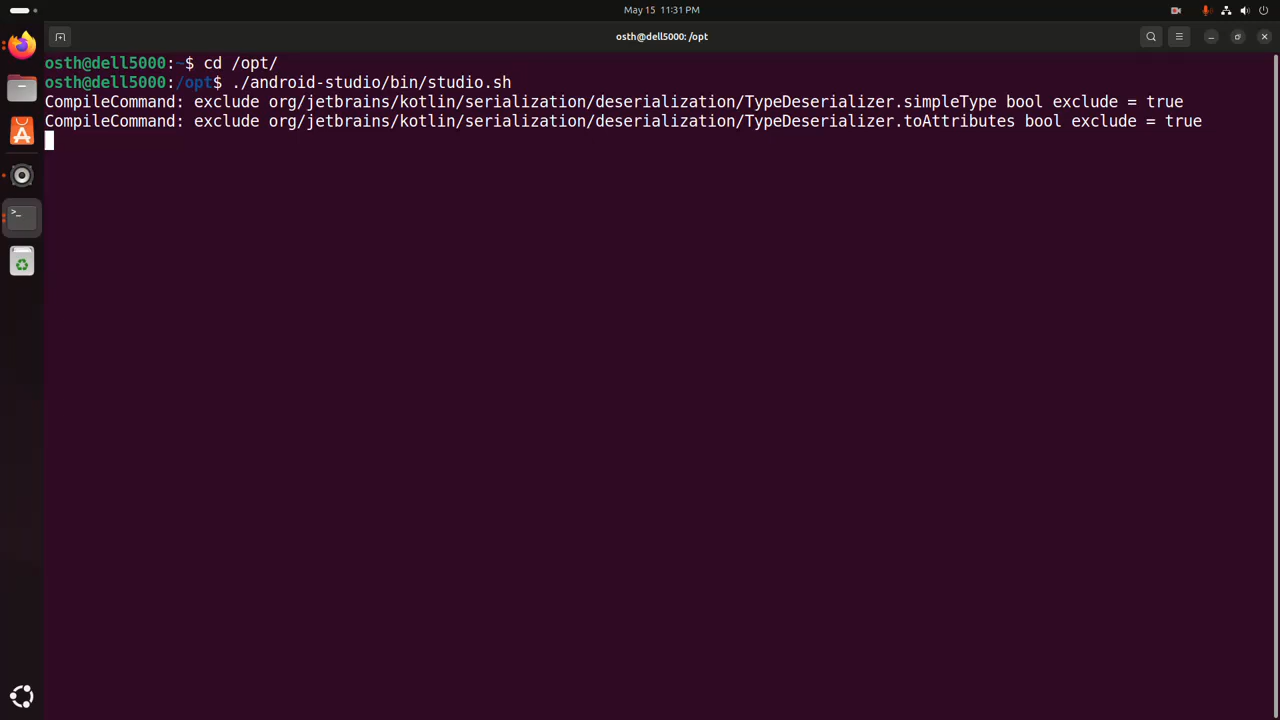 May 15 11:31 PM
osth@dell5000: /opt
osth@dell5000:~$ cd /opt/
osth@dell5000:/opt$ ./android-studio/bin/studio.sh
CompileCommand: exclude org/jetbrains/kotlin/serialization/deserialization/TypeDeserializer.simpleType bool exclude = true
CompileCommand: exclude org/jetbrains/kotlin/serialization/deserialization/TypeDeserializer.toAttributes bool exclude = true